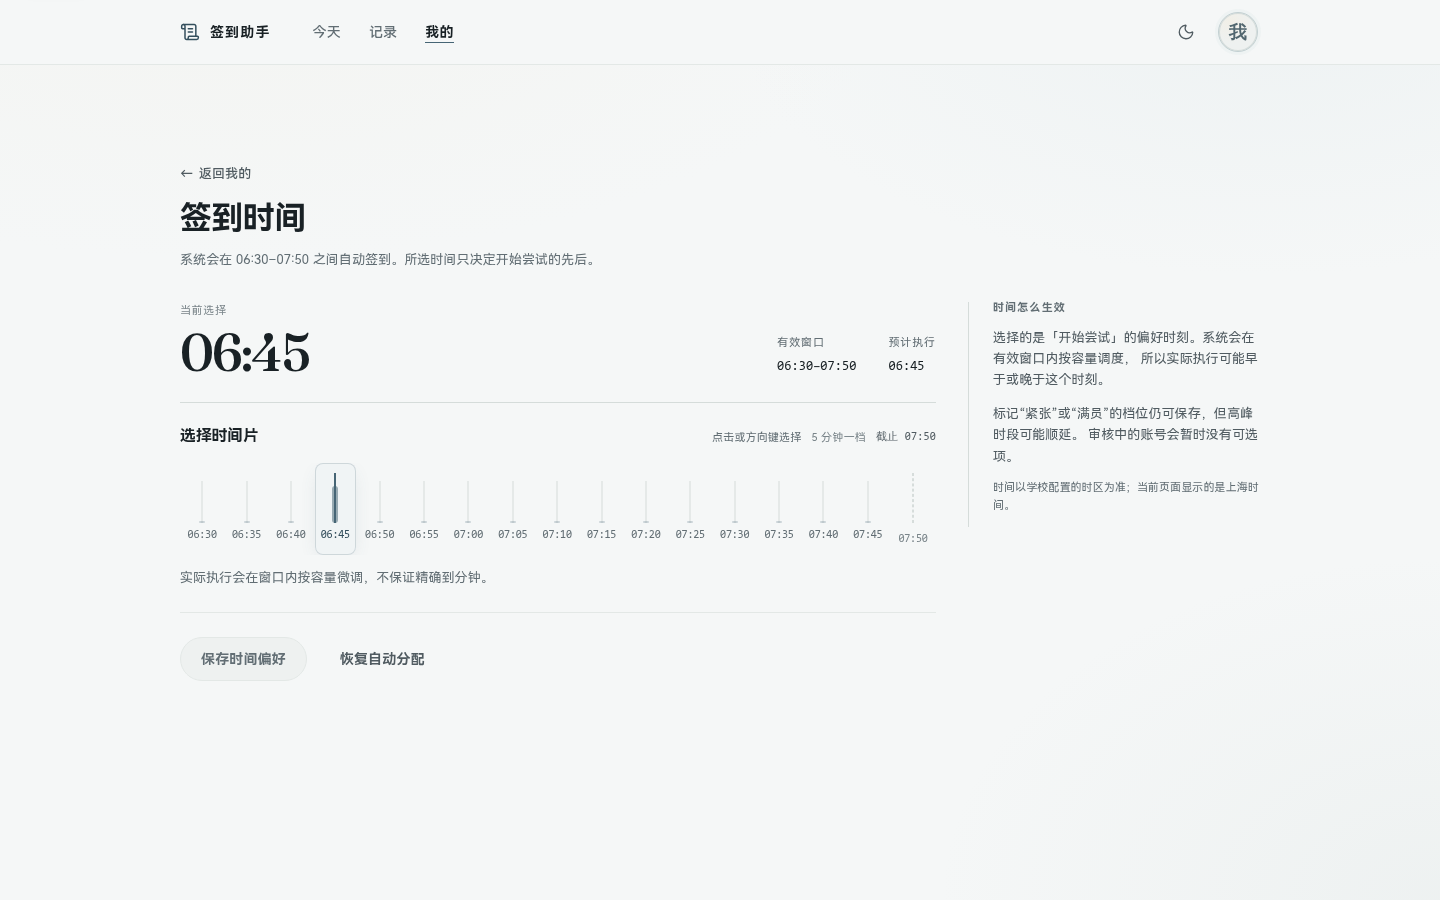 签到助手 今天 记录 我的 我
← 返回我的
签到时间
系统会在 06:30–07:50 之间自动签到。所选时间只决定开始尝试的先后。
当前选择
06:45
有效窗口 预计执行
06:30–07:50 06:45
选择时间片
点击或方向键选择 5 分钟一档 截止 07:50
06:30 06:35 06:40 06:45 06:50 06:55 07:00 07:05 07:10 07:15 07:20 07:25 07:30 07:35 07:40 07:45 07:50
实际执行会在窗口内按容量微调，不保证精确到分钟。
保存时间偏好 恢复自动分配
时间怎么生效
选择的是「开始尝试」的偏好时刻。系统会在
有效窗口内按容量调度， 所以实际执行可能早
于或晚于这个时刻。
标记“紧张”或“满员”的档位仍可保存，但高峰
时段可能顺延。 审核中的账号会暂时没有可选
项。
时间以学校配置的时区为准；当前页面显示的是上海时
间。